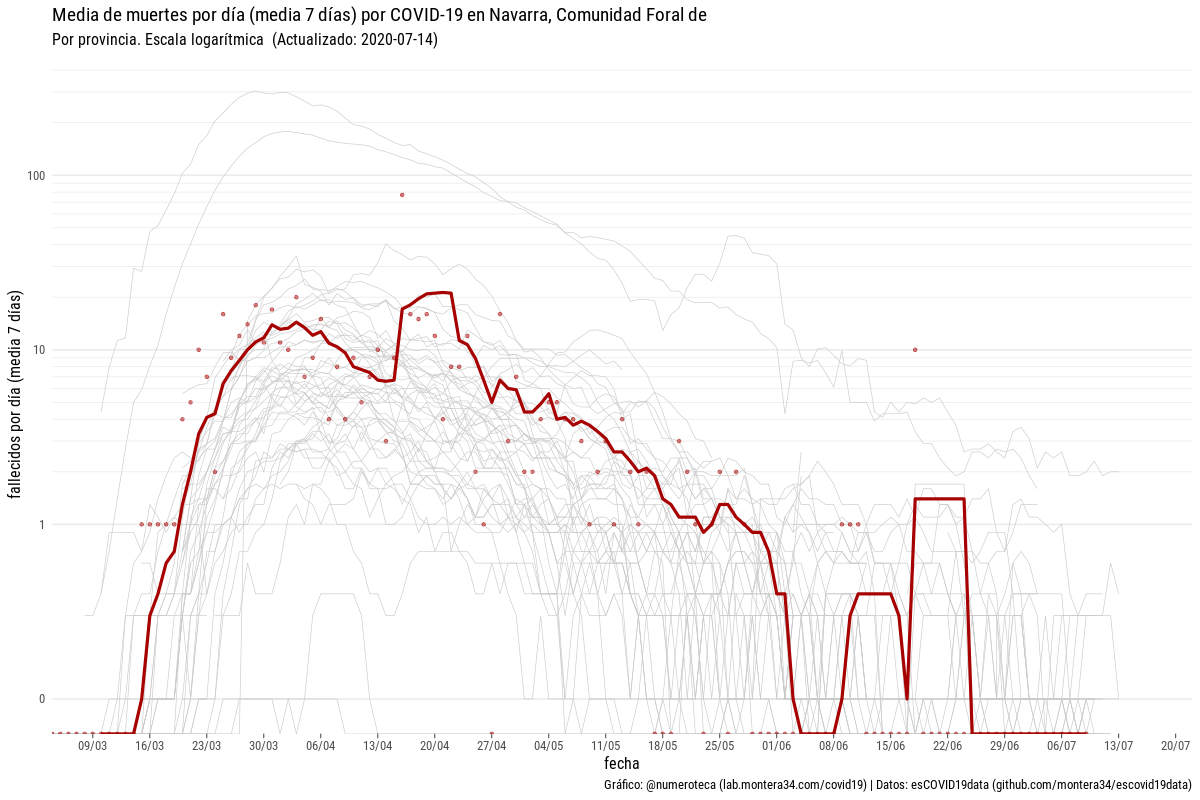 Media de muertes por día (media 7 días) por COVID-19 en Navarra, Comunidad Foral de
Por provincia. Escala logarítmica (Actualizado: 2020-07-14)
fallecidos por día (media 7 días)
100
10
1
0
09/03 16/03 23/03 30/03 06/04 13/04 20/04 27/04 04/05 11/05 18/05 25/05 01/06 08/06 15/06 22/06 29/06 06/07 13/07 20/07
fecha
Gráfico: @numeroteca (lab.montera34.com/covid19) | Datos: esCOVID19data (github.com/montera34/escovid19data)